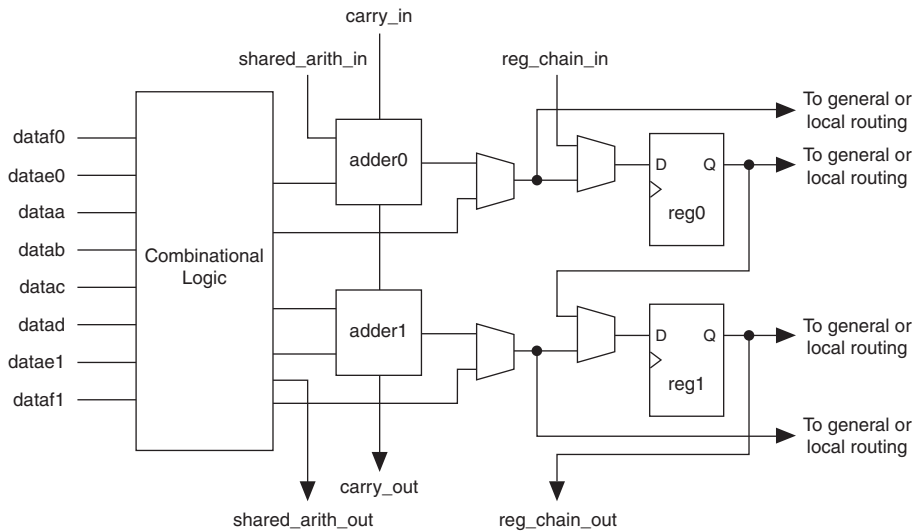 carry_in
shared_arith_in
reg_chain_in
To general or
local routing
dataf0
adder0
D
Q
To general or
local routing
datae0
reg0
dataa
datab
Combinational
Logic
datac
datad
adder1
D
Q
To general or
local routing
datae1
reg1
dataf1
To general or
local routing
carry_out
shared_arith_out
reg_chain_out